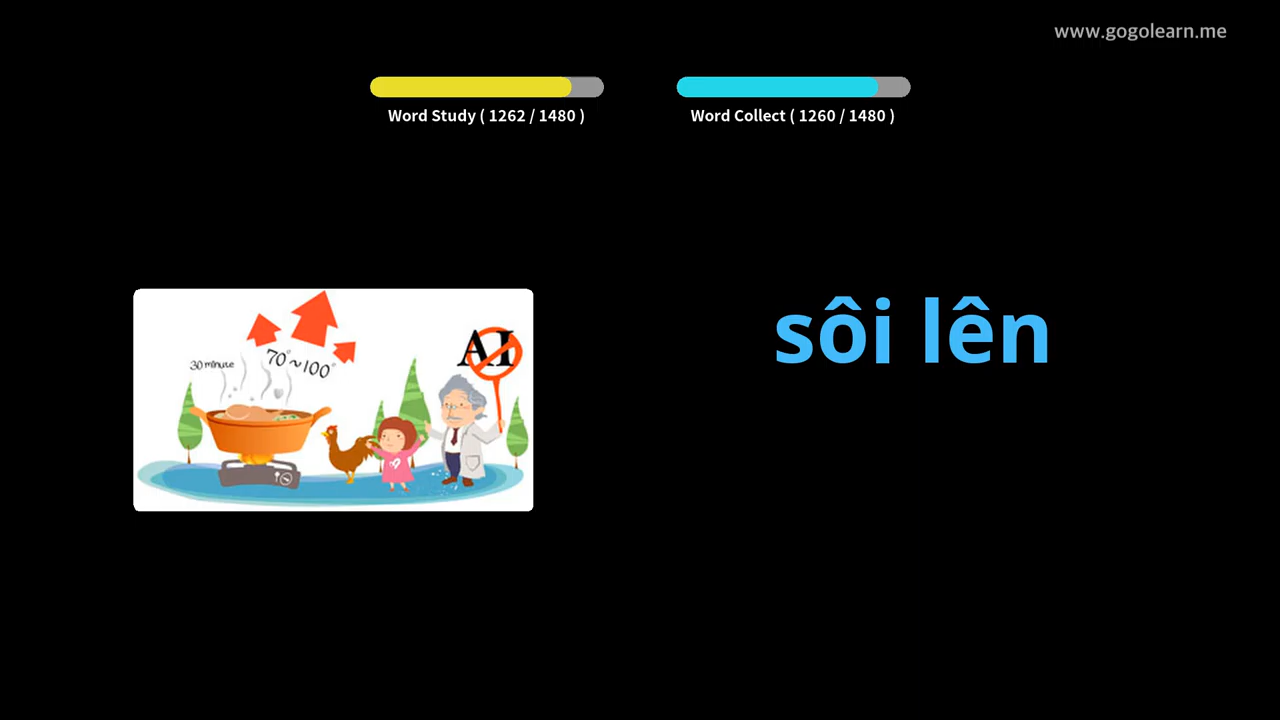 www.gogolearn.me
Word Study ( 1262 / 1480 )
Word Collect ( 1260 / 1480 )
sôi lên
30 minute
70°~100°
AI